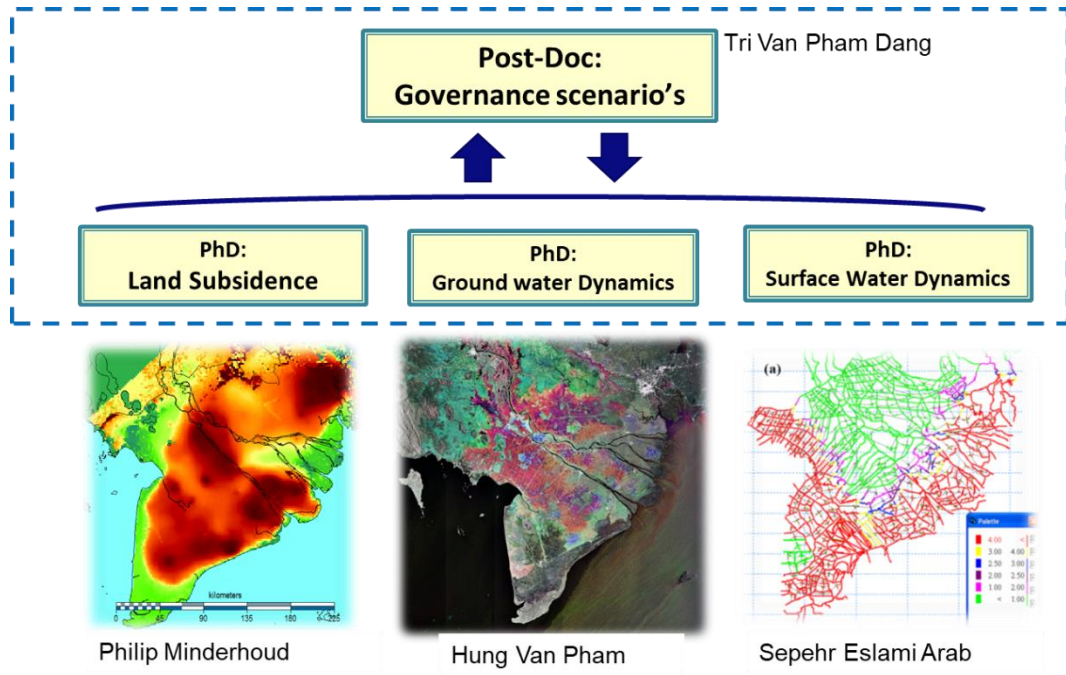 Tri Van Pham Dang
Post-Doc:
Governance scenario's
PhD:
Land Subsidence
PhD:
Ground water Dynamics
PhD:
Surface Water Dynamics
kilometers
0 45 90 135 180 225
(a)
Palette
4.00 <
3.00 4.00
2.50 3.00
2.00 2.50
1.00 2.00
< 1.00
Philip Minderhoud
Hung Van Pham
Sepehr Eslami Arab